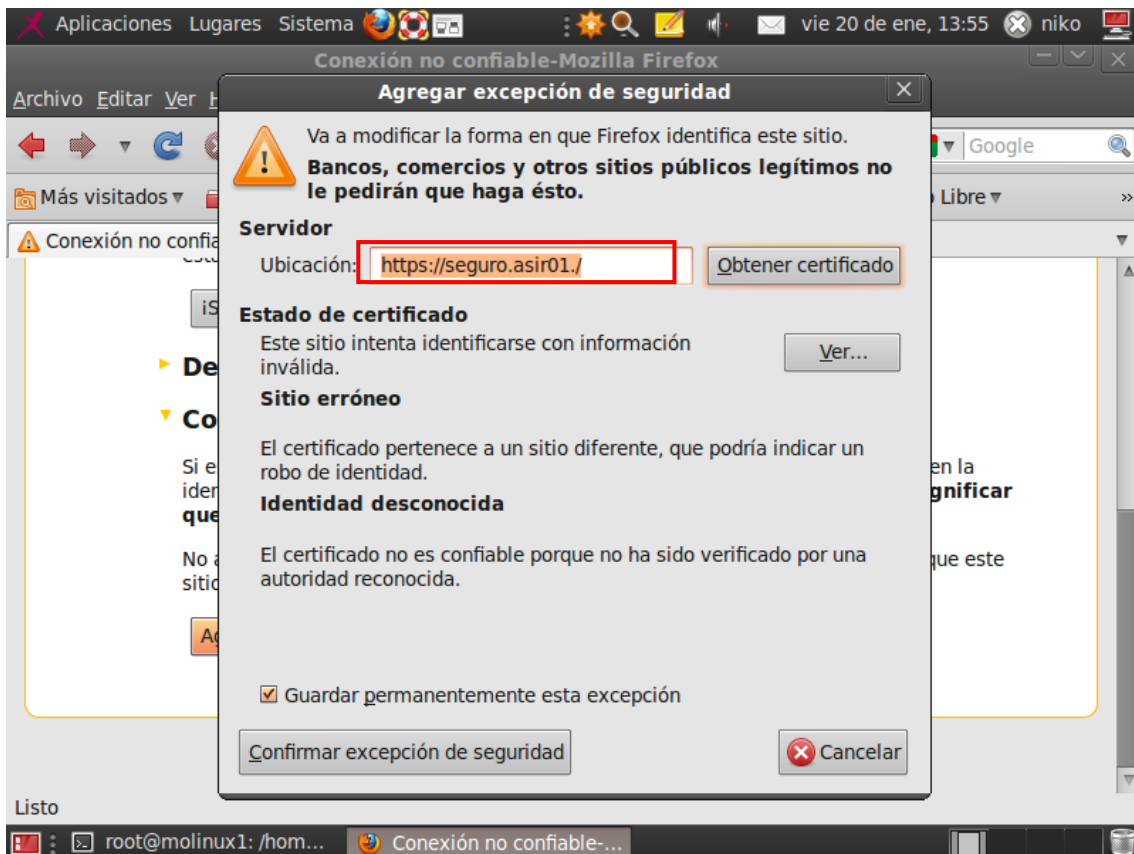 Aplicaciones Lugares Sistema vie 20 de ene, 13:55 niko
Conexión no confiable-Mozilla Firefox
Archivo Editar Ver H
Agregar excepción de seguridad
Google
Más visitados
Libre
»
Conexión no confia
Va a modificar la forma en que Firefox identifica este sitio.
Bancos, comercios y otros sitios públicos legítimos no
le pedirán que haga ésto.
Servidor
Ubicación: https://seguro.asir01./ Obtener certificado
Estado de certificado
Este sitio intenta identificarse con información
inválida.
Ver...
Sitio erróneo
El certificado pertenece a un sitio diferente, que podría indicar un
robo de identidad.
Identidad desconocida
El certificado no es confiable porque no ha sido verificado por una
autoridad reconocida.
Guardar permanentemente esta excepción
Confirmar excepción de seguridad Cancelar
¡S
De
Co
Si e
en la
iden
gnificar
que
No a
que este
sitio
Ag
Listo
root@molinux1: /hom... Conexión no confiable-...